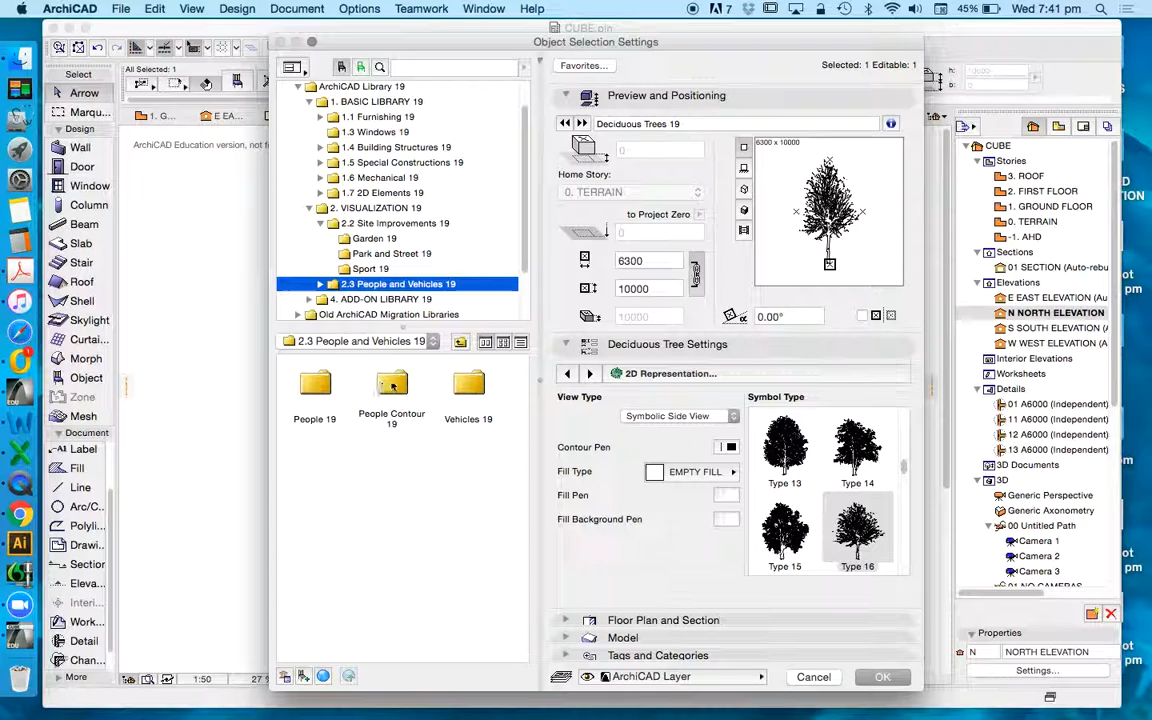 ArchiCAD File Edit View Design Document Options Teamwork Window Help
7 45% Wed 7:41 pm
CUBE.pln
Object Selection Settings
Select
Arrow
Marqu...
Design
Wall
Door
Window
Column
Beam
Slab
Stair
Roof
Shell
Skylight
Curtai...
Morph
Object
Zone
Mesh
Document
Label
Fill
Line
Arc/C...
Polyli...
Drawi...
Section
Eleva...
Interi...
Work...
Detail
Chan...
More
All Selected: 1
1. G...
E EA...
ArchiCAD Education version, not f
1:50
27
ArchiCAD Library 19
1. BASIC LIBRARY 19
1.1 Furnishing 19
1.3 Windows 19
1.4 Building Structures 19
1.5 Special Constructions 19
1.6 Mechanical 19
1.7 2D Elements 19
2. VISUALIZATION 19
2.2 Site Improvements 19
Garden 19
Park and Street 19
Sport 19
2.3 People and Vehicles 19
4. ADD-ON LIBRARY 19
Old ArchiCAD Migration Libraries
2.3 People and Vehicles 19
People 19
People Contour 19
Vehicles 19
Favorites...
Selected: 1 Editable: 1
Preview and Positioning
Deciduous Trees 19
0
Home Story:
0. TERRAIN
to Project Zero
0
6300
10000
10000
6300 x 10000
0.00°
Deciduous Tree Settings
2D Representation...
View Type
Symbolic Side View
Contour Pen
Fill Type
EMPTY FILL
Fill Pen
Fill Background Pen
Symbol Type
Type 13
Type 14
Type 15
Type 16
Floor Plan and Section
Model
Tags and Categories
ArchiCAD Layer
Cancel
OK
CUBE
Stories
3. ROOF
2. FIRST FLOOR
1. GROUND FLOOR
0. TERRAIN
-1. AHD
Sections
01 SECTION (Auto-rebu
Elevations
E EAST ELEVATION (Au
N NORTH ELEVATION
S SOUTH ELEVATION (
W WEST ELEVATION (A
Interior Elevations
Worksheets
Details
01 A6000 (Independent)
11 A6000 (Independent)
12 A6000 (Independent)
13 A6000 (Independent)
3D Documents
3D
Generic Perspective
Generic Axonometry
00 Untitled Path
Camera 1
Camera 2
Camera 3
Properties
N
NORTH ELEVATION
Settings...